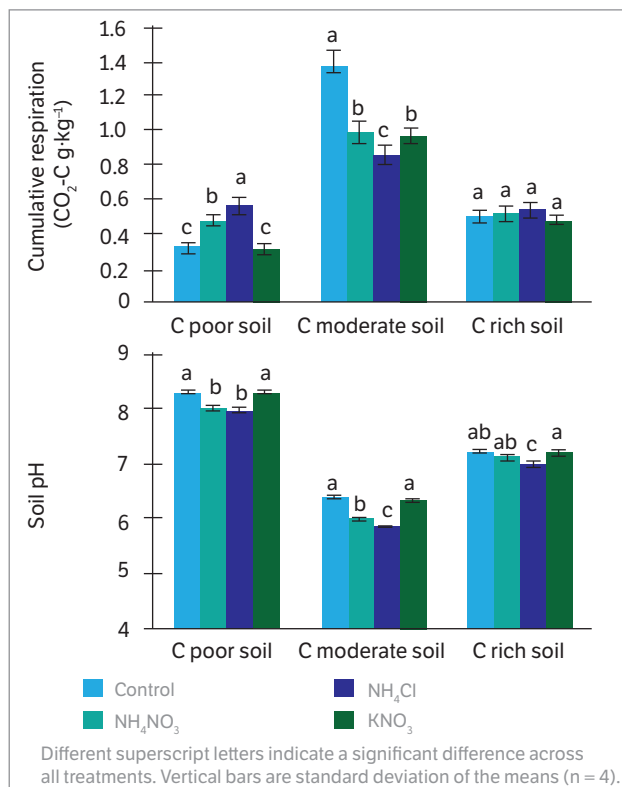 Cumulative respiration
(CO₂-C g·kg⁻¹)
1.6
1.4
1.2
1.0
0.8
0.6
0.4
0.2
0
a
b
c
b
a
b
c
c
a
a
a
a
C poor soil
C moderate soil
C rich soil
Soil pH
9
8
7
6
5
4
a
b
b
a
a
b
c
a
ab
ab
c
a
C poor soil
C moderate soil
C rich soil
Control
NH₄Cl
NH₄NO₃
KNO₃
Different superscript letters indicate a significant difference across
all treatments. Vertical bars are standard deviation of the means (n = 4).